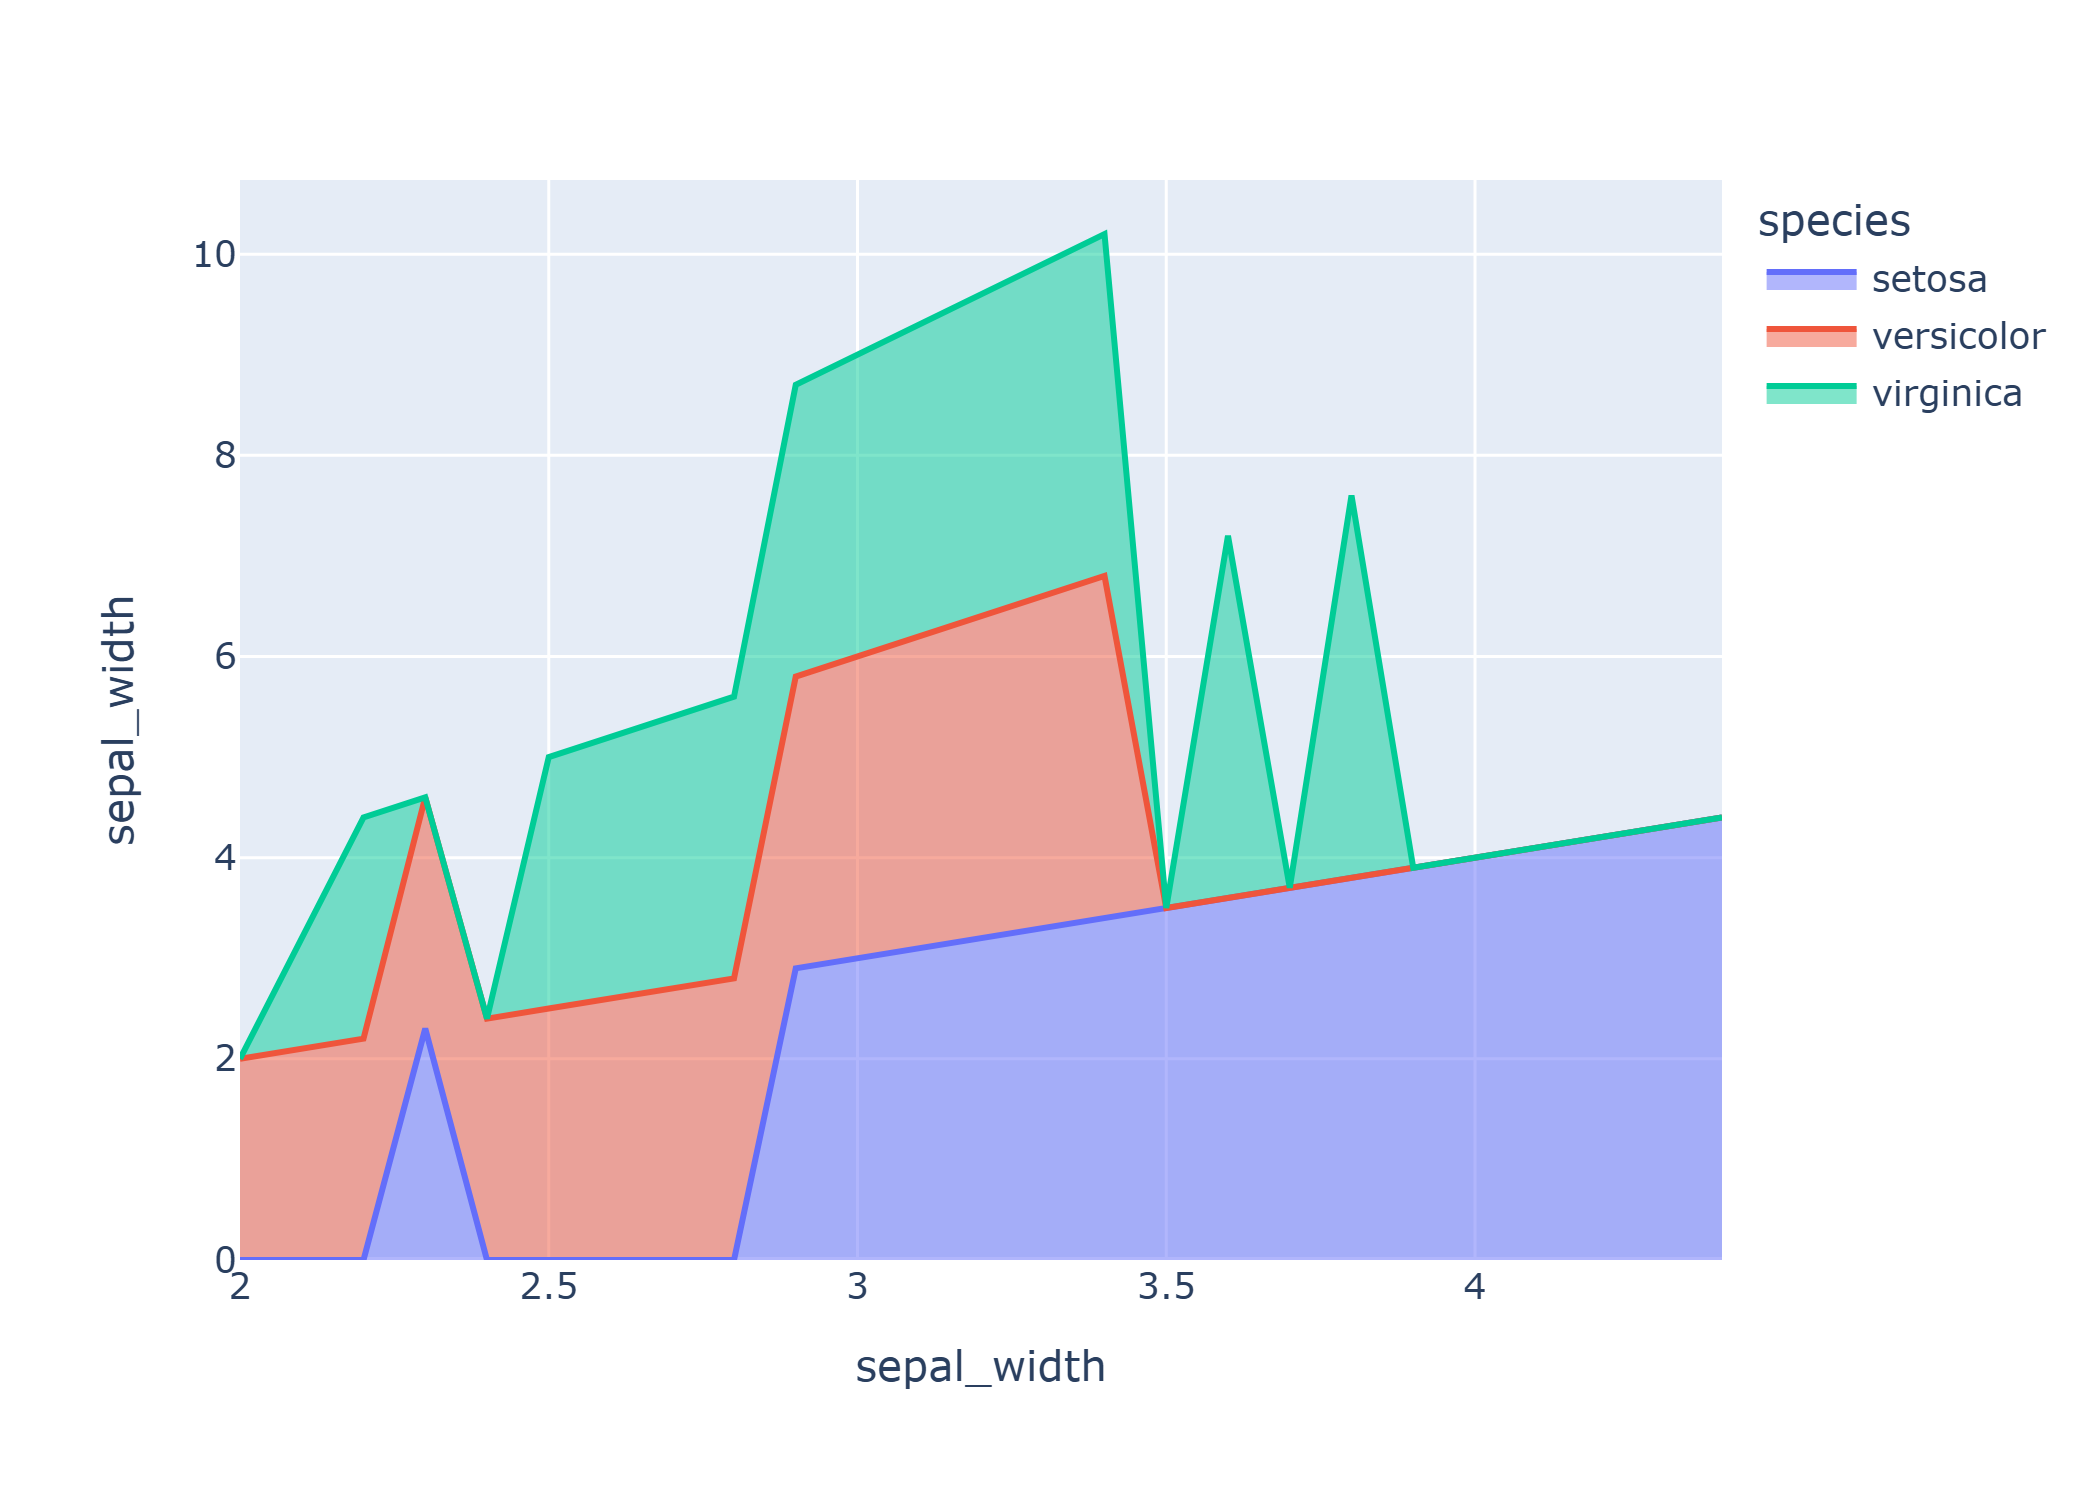 species
setosa
versicolor
virginica
sepal_width
10
8
6
4
2
0
2 2.5 3 3.5 4
sepal_width